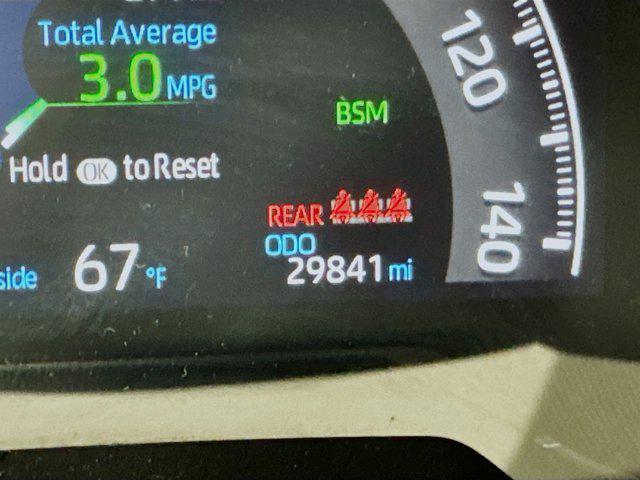 Total Average
3.0 MPG
BSM
Hold OK to Reset
REAR
ODO
side 67 °F
29841 mi
120
140